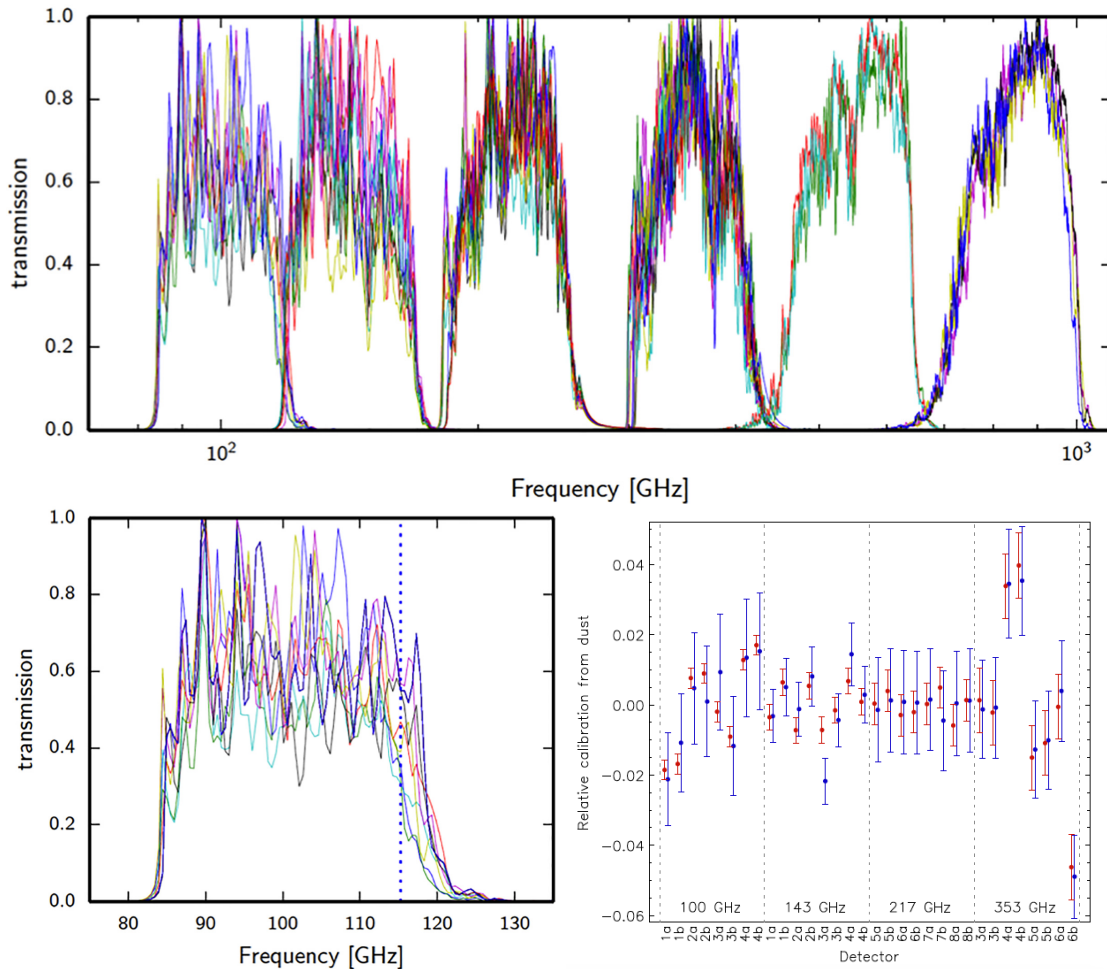 1.0
0.8
0.6
0.4
0.2
0.0
transmission
10²
10³
Frequency [GHz]
1.0
0.8
0.6
0.4
0.2
0.0
transmission
80 90 100 110 120 130
Frequency [GHz]
0.04
0.02
0.00
−0.02
−0.04
−0.06
Relative calibration from dust
100 GHz 143 GHz 217 GHz 353 GHz
1a 1b 2a 2b 3a 3b 4a 4b 1a 1b 2a 2b 3a 3b 4a 4b 5a 5b 6a 6b 7a 7b 8a 8b 3a 3b 4a 4b 5a 5b 6a 6b
Detector